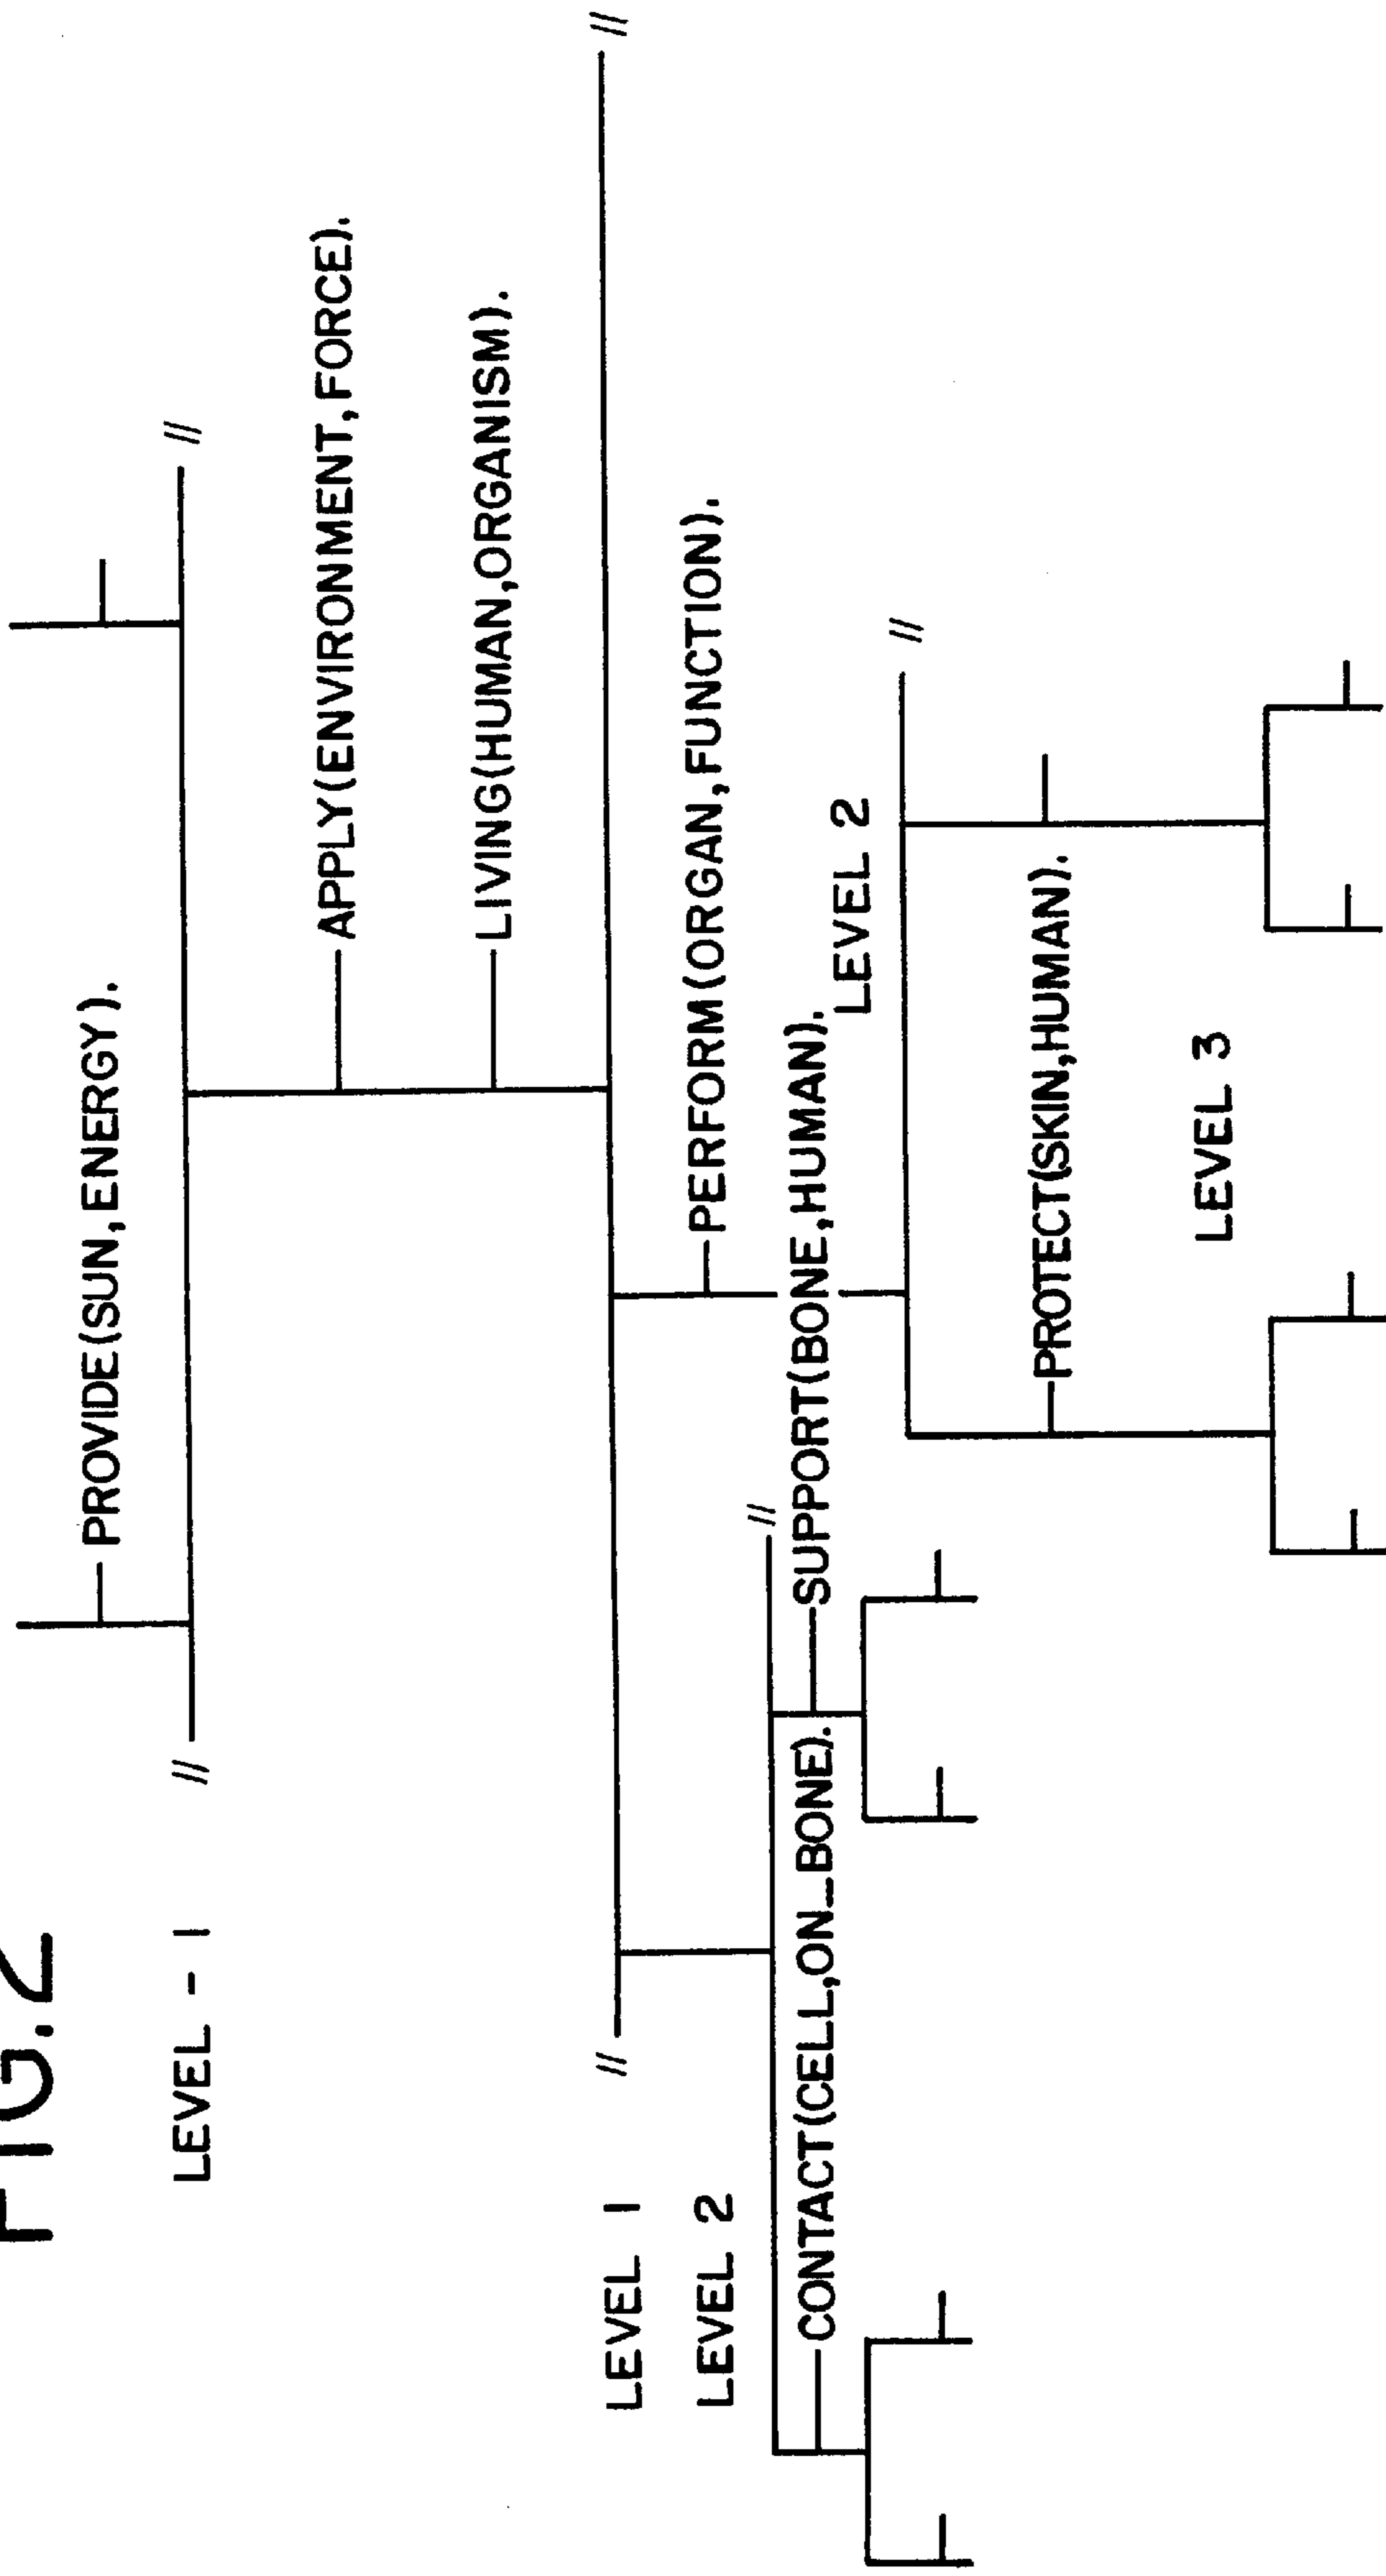 FIG.2
PROVIDE(SUN,ENERGY).
LEVEL - 1
APPLY(ENVIRONMENT,FORCE).
LIVING(HUMAN,ORGANISM).
LEVEL 1
LEVEL 2
PERFORM(ORGAN,FUNCTION).
CONTACT(CELL,ON_BONE).
SUPPORT(BONE,HUMAN).
LEVEL 2
PROTECT(SKIN,HUMAN).
LEVEL 3